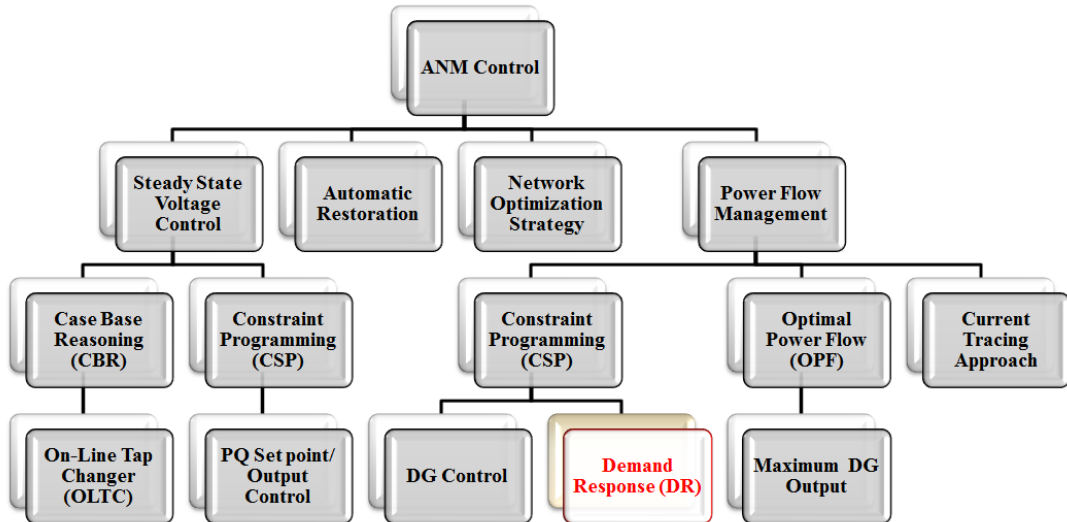 ANM Control
Steady State
Voltage
Control
Automatic
Restoration
Network
Optimization
Strategy
Power Flow
Management
Case Base
Reasoning
(CBR)
Constraint
Programming
(CSP)
Constraint
Programming
(CSP)
Optimal
Power Flow
(OPF)
Current
Tracing
Approach
On-Line Tap
Changer
(OLTC)
PQ Set point/
Output
Control
DG Control
Demand
Response (DR)
Maximum DG
Output